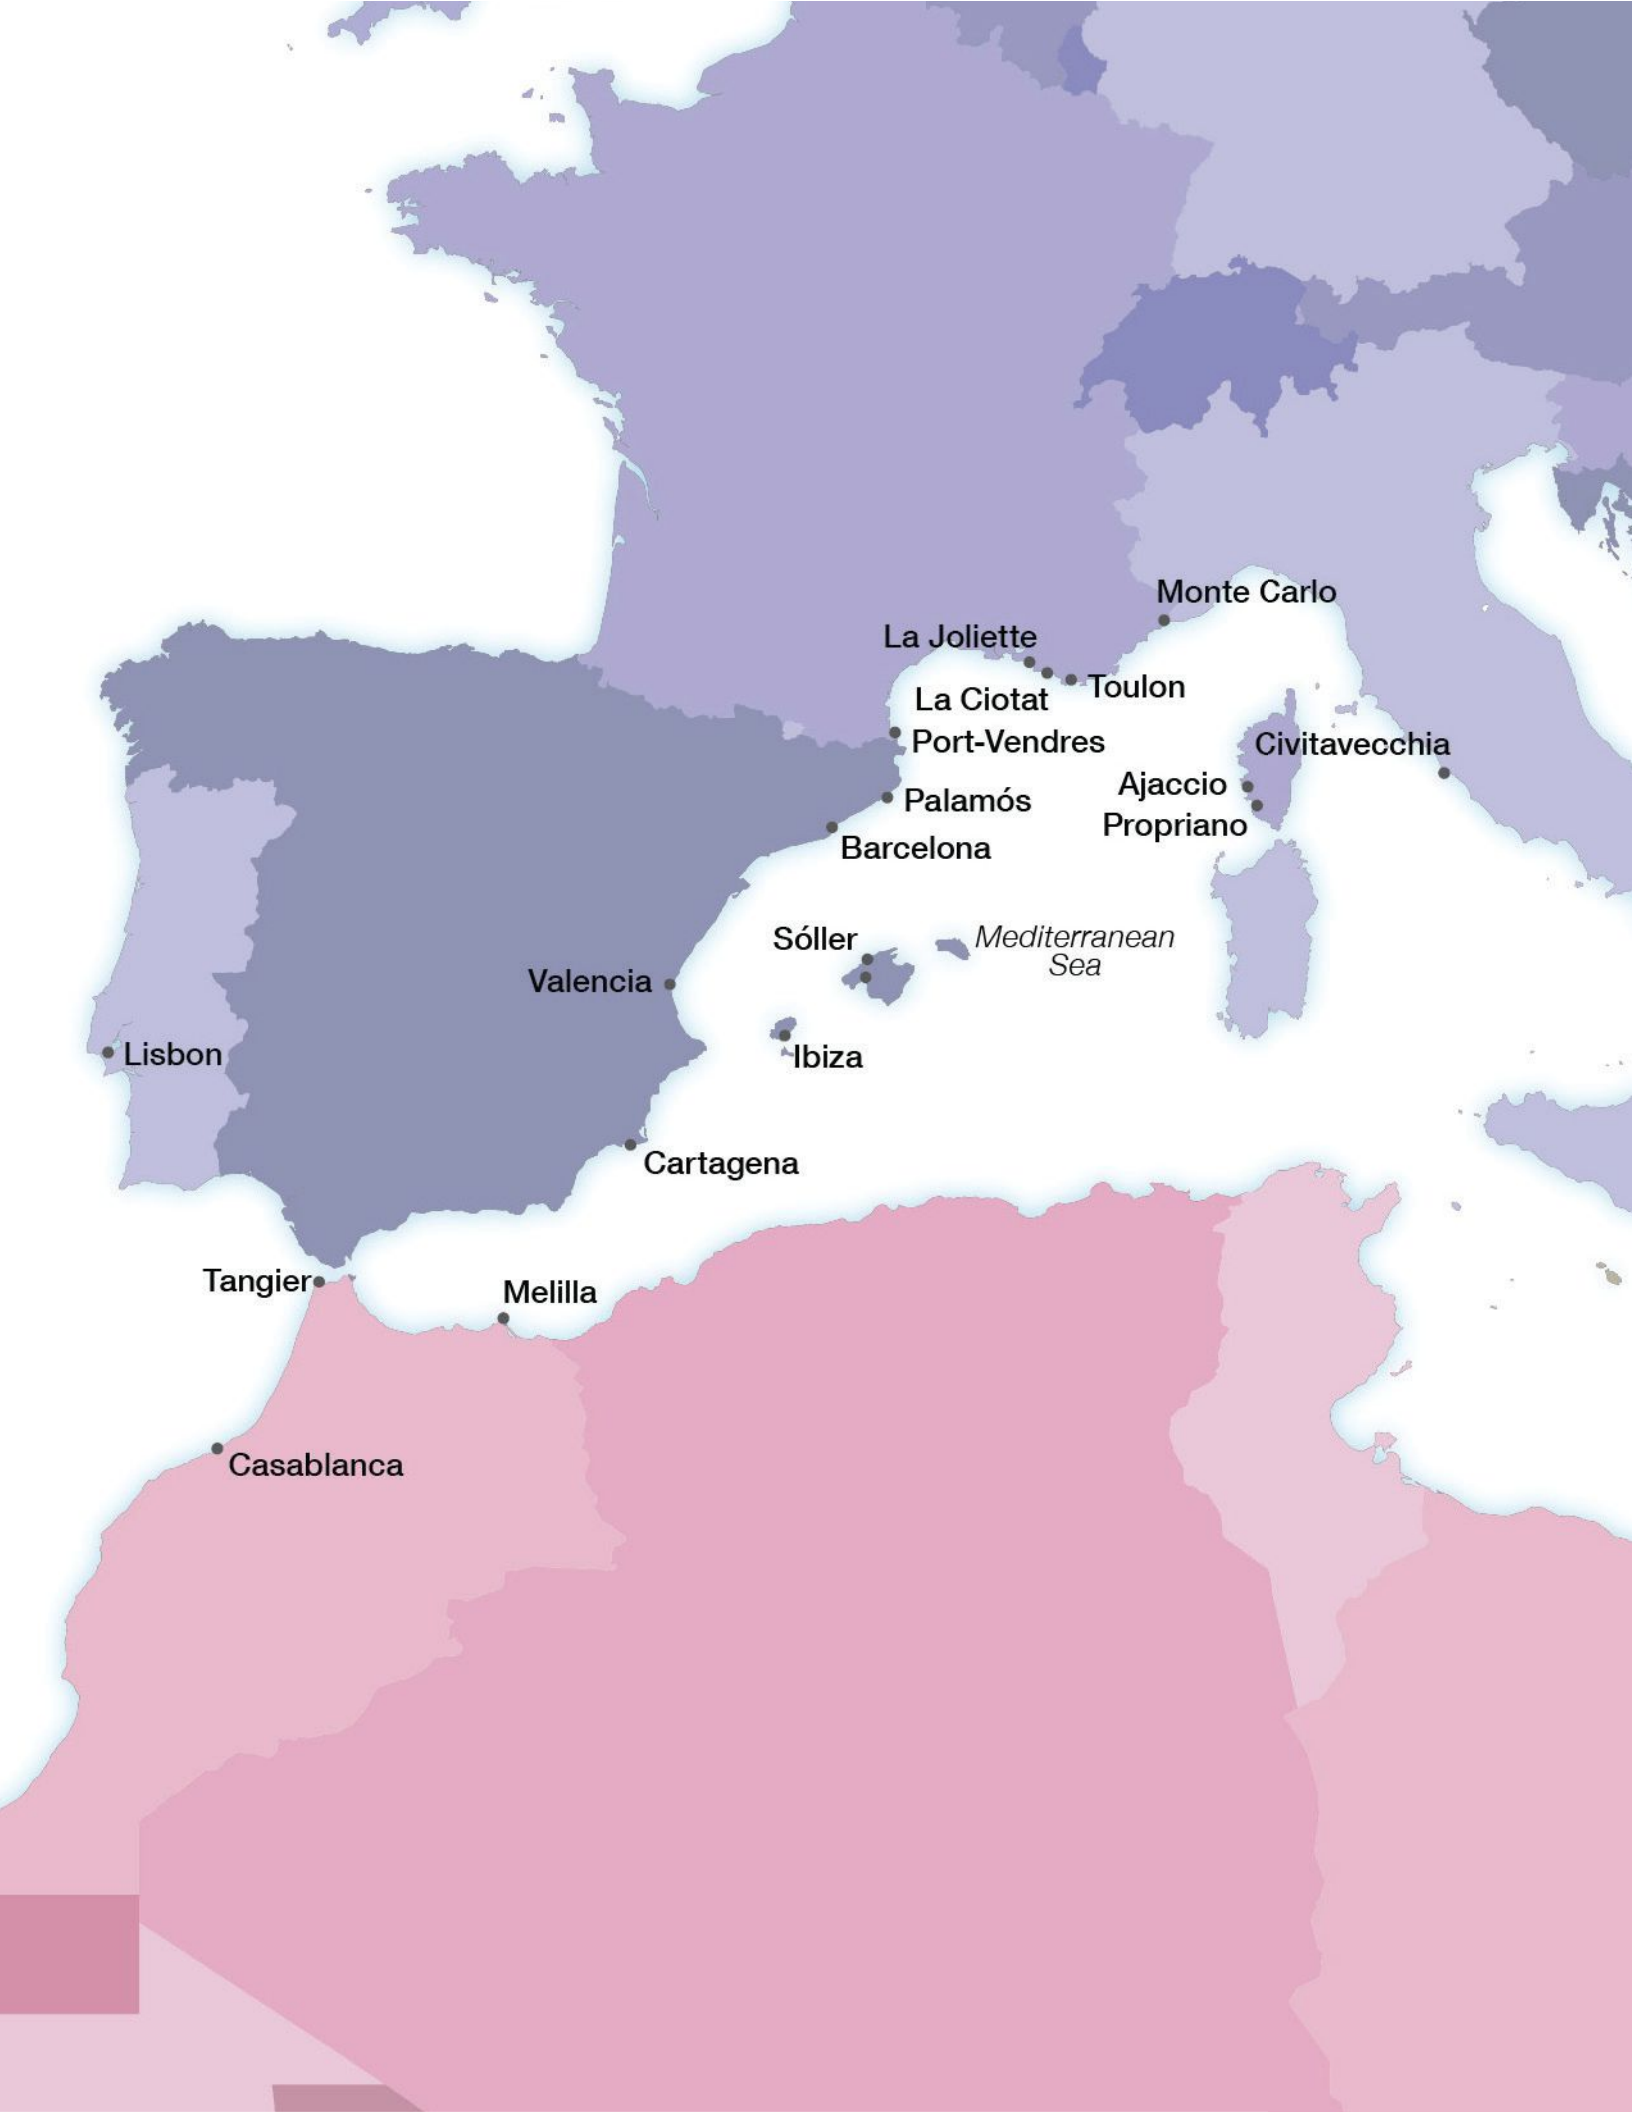 Monte Carlo
La Joliette
Toulon
La Ciotat
Port-Vendres
Civitavecchia
Ajaccio
Palamós
Propriano
Barcelona
Sóller
Mediterranean
Sea
Valencia
Lisbon
Ibiza
Cartagena
Tangier
Melilla
Casablanca